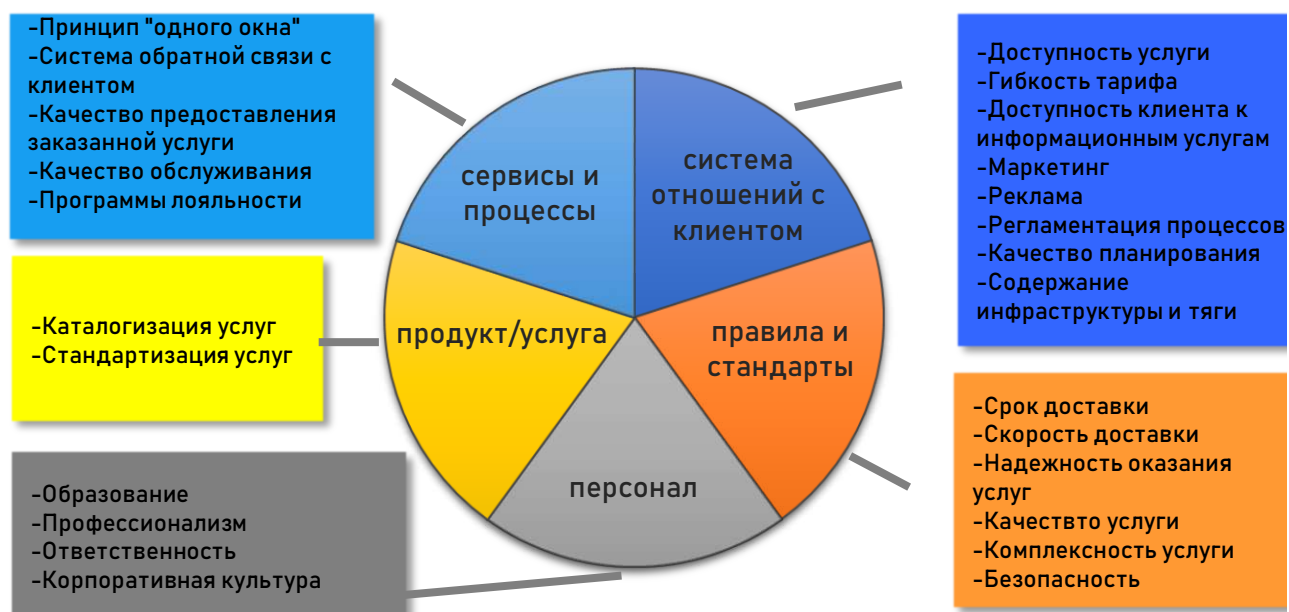 -Принцип "одного окна"
-Система обратной связи с
клиентом
-Качество предоставления
заказанной услуги
-Качество обслуживания
-Программы лояльности
-Каталогизация услуг
-Стандартизация услуг
-Образование
-Профессионализм
-Ответственность
-Корпоративная культура
сервисы и
процессы
система
отношений с
клиентом
продукт/услуга
правила и
стандарты
персонал
-Доступность услуги
-Гибкость тарифа
-Доступность клиента к
информационным услугам
-Маркетинг
-Реклама
-Регламентация процессов
-Качество планирования
-Содержание
инфраструктуры и тяги
-Срок доставки
-Скорость доставки
-Надежность оказания
услуг
-Качествто услуги
-Комплексность услуги
-Безопасность